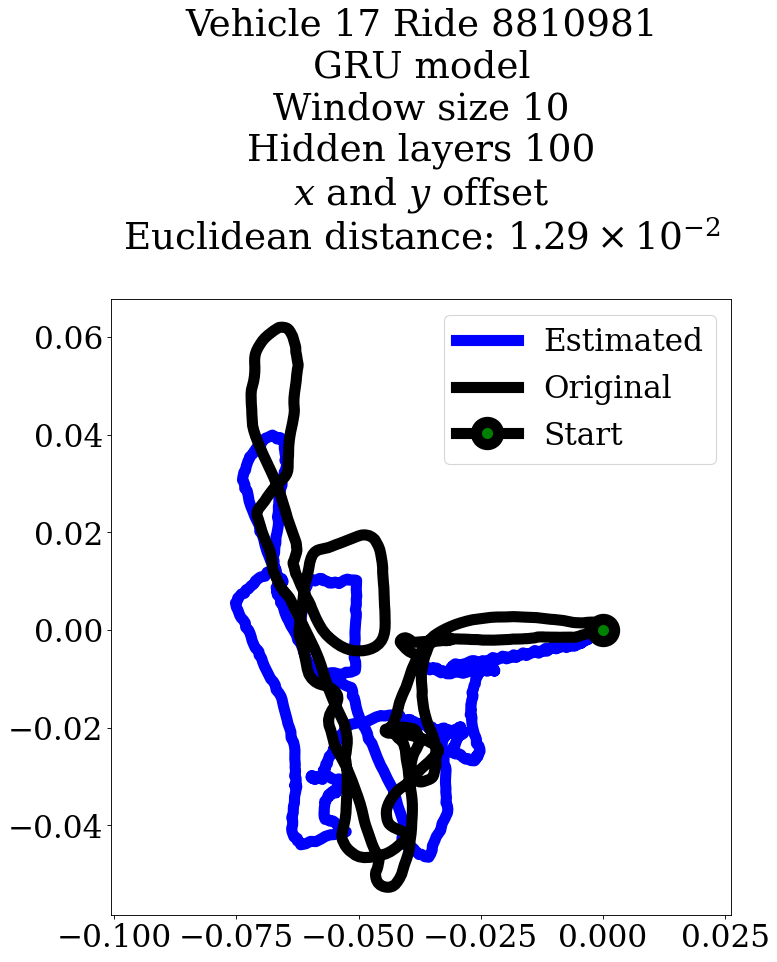 Vehicle 17 Ride 8810981
GRU model
Window size 10
Hidden layers 100
x and y offset
Euclidean distance: 1.29 × 10⁻²
Estimated
Original
Start
0.06
0.04
0.02
0.00
−0.02
−0.04
−0.100 −0.075 −0.050 −0.025 0.000 0.025